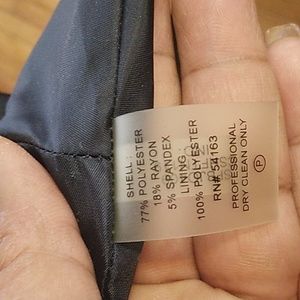 SHELL:
77% POLYESTER
18% RAYON
5% SPANDEX
LINING:
100% POLYESTER
RN# 54163
PROFESSIONAL
DRY CLEAN ONLY
P